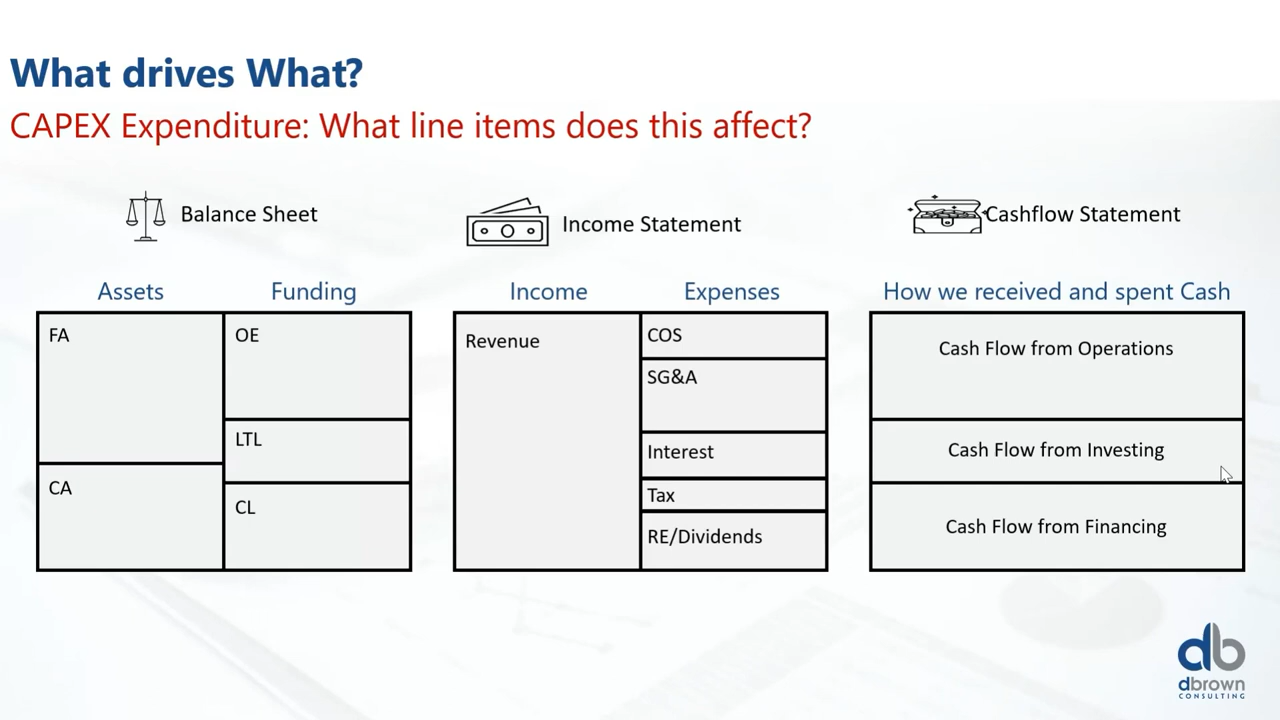 What drives What?
CAPEX Expenditure: What line items does this affect?
Balance Sheet
Income Statement
Cashflow Statement
Assets
Funding
Income
Expenses
How we received and spent Cash
FA
CA
OE
LTL
CL
Revenue
COS
SG&A
Interest
Tax
RE/Dividends
Cash Flow from Operations
Cash Flow from Investing
Cash Flow from Financing
db
dbrown
CONSULTING